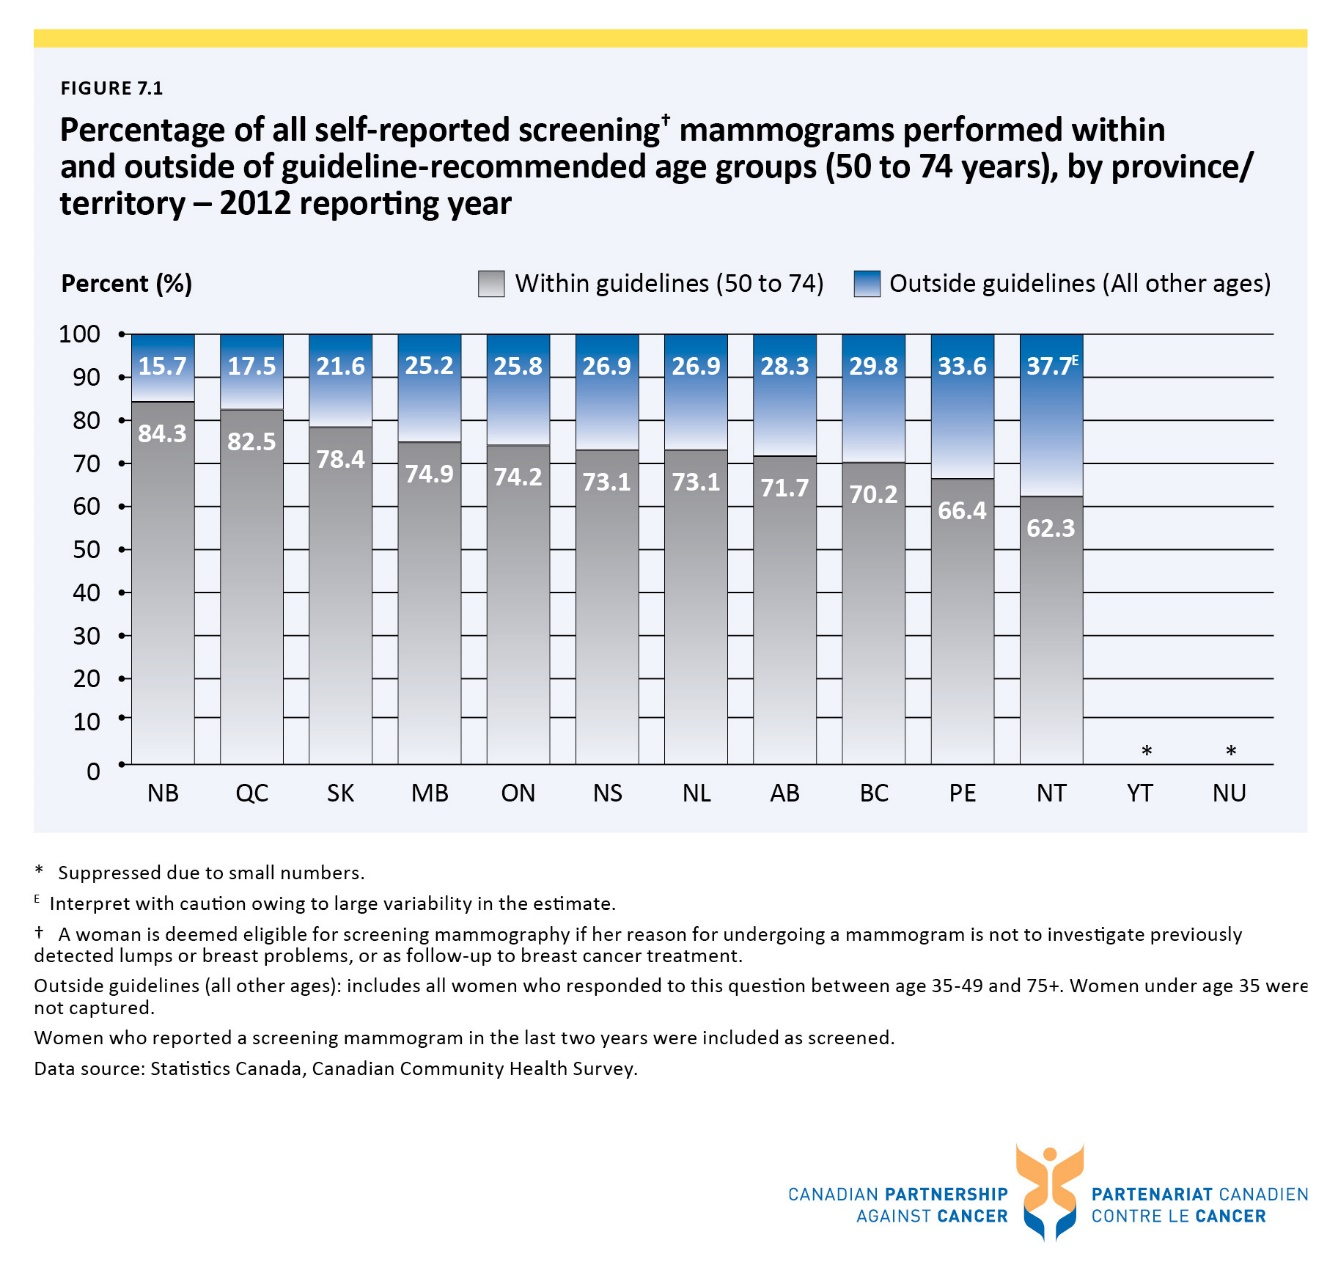 FIGURE 7.1
Percentage of all self-reported screening† mammograms performed within
and outside of guideline-recommended age groups (50 to 74 years), by province/
territory – 2012 reporting year
Percent (%)
Within guidelines (50 to 74)
Outside guidelines (All other ages)
100
90
80
70
60
50
40
30
20
10
0
15.7 17.5 21.6 25.2 25.8 26.9 26.9 28.3 29.8 33.6 37.7ᴱ
84.3 82.5 78.4 74.9 74.2 73.1 73.1 71.7 70.2 66.4 62.3
* *
NB QC SK MB ON NS NL AB BC PE NT YT NU
* Suppressed due to small numbers.
ᴱ Interpret with caution owing to large variability in the estimate.
† A woman is deemed eligible for screening mammography if her reason for undergoing a mammogram is not to investigate previously
detected lumps or breast problems, or as follow-up to breast cancer treatment.
Outside guidelines (all other ages): includes all women who responded to this question between age 35-49 and 75+. Women under age 35 were
not captured.
Women who reported a screening mammogram in the last two years were included as screened.
Data source: Statistics Canada, Canadian Community Health Survey.
CANADIAN PARTNERSHIP
AGAINST CANCER
PARTENARIAT CANADIEN
CONTRE LE CANCER